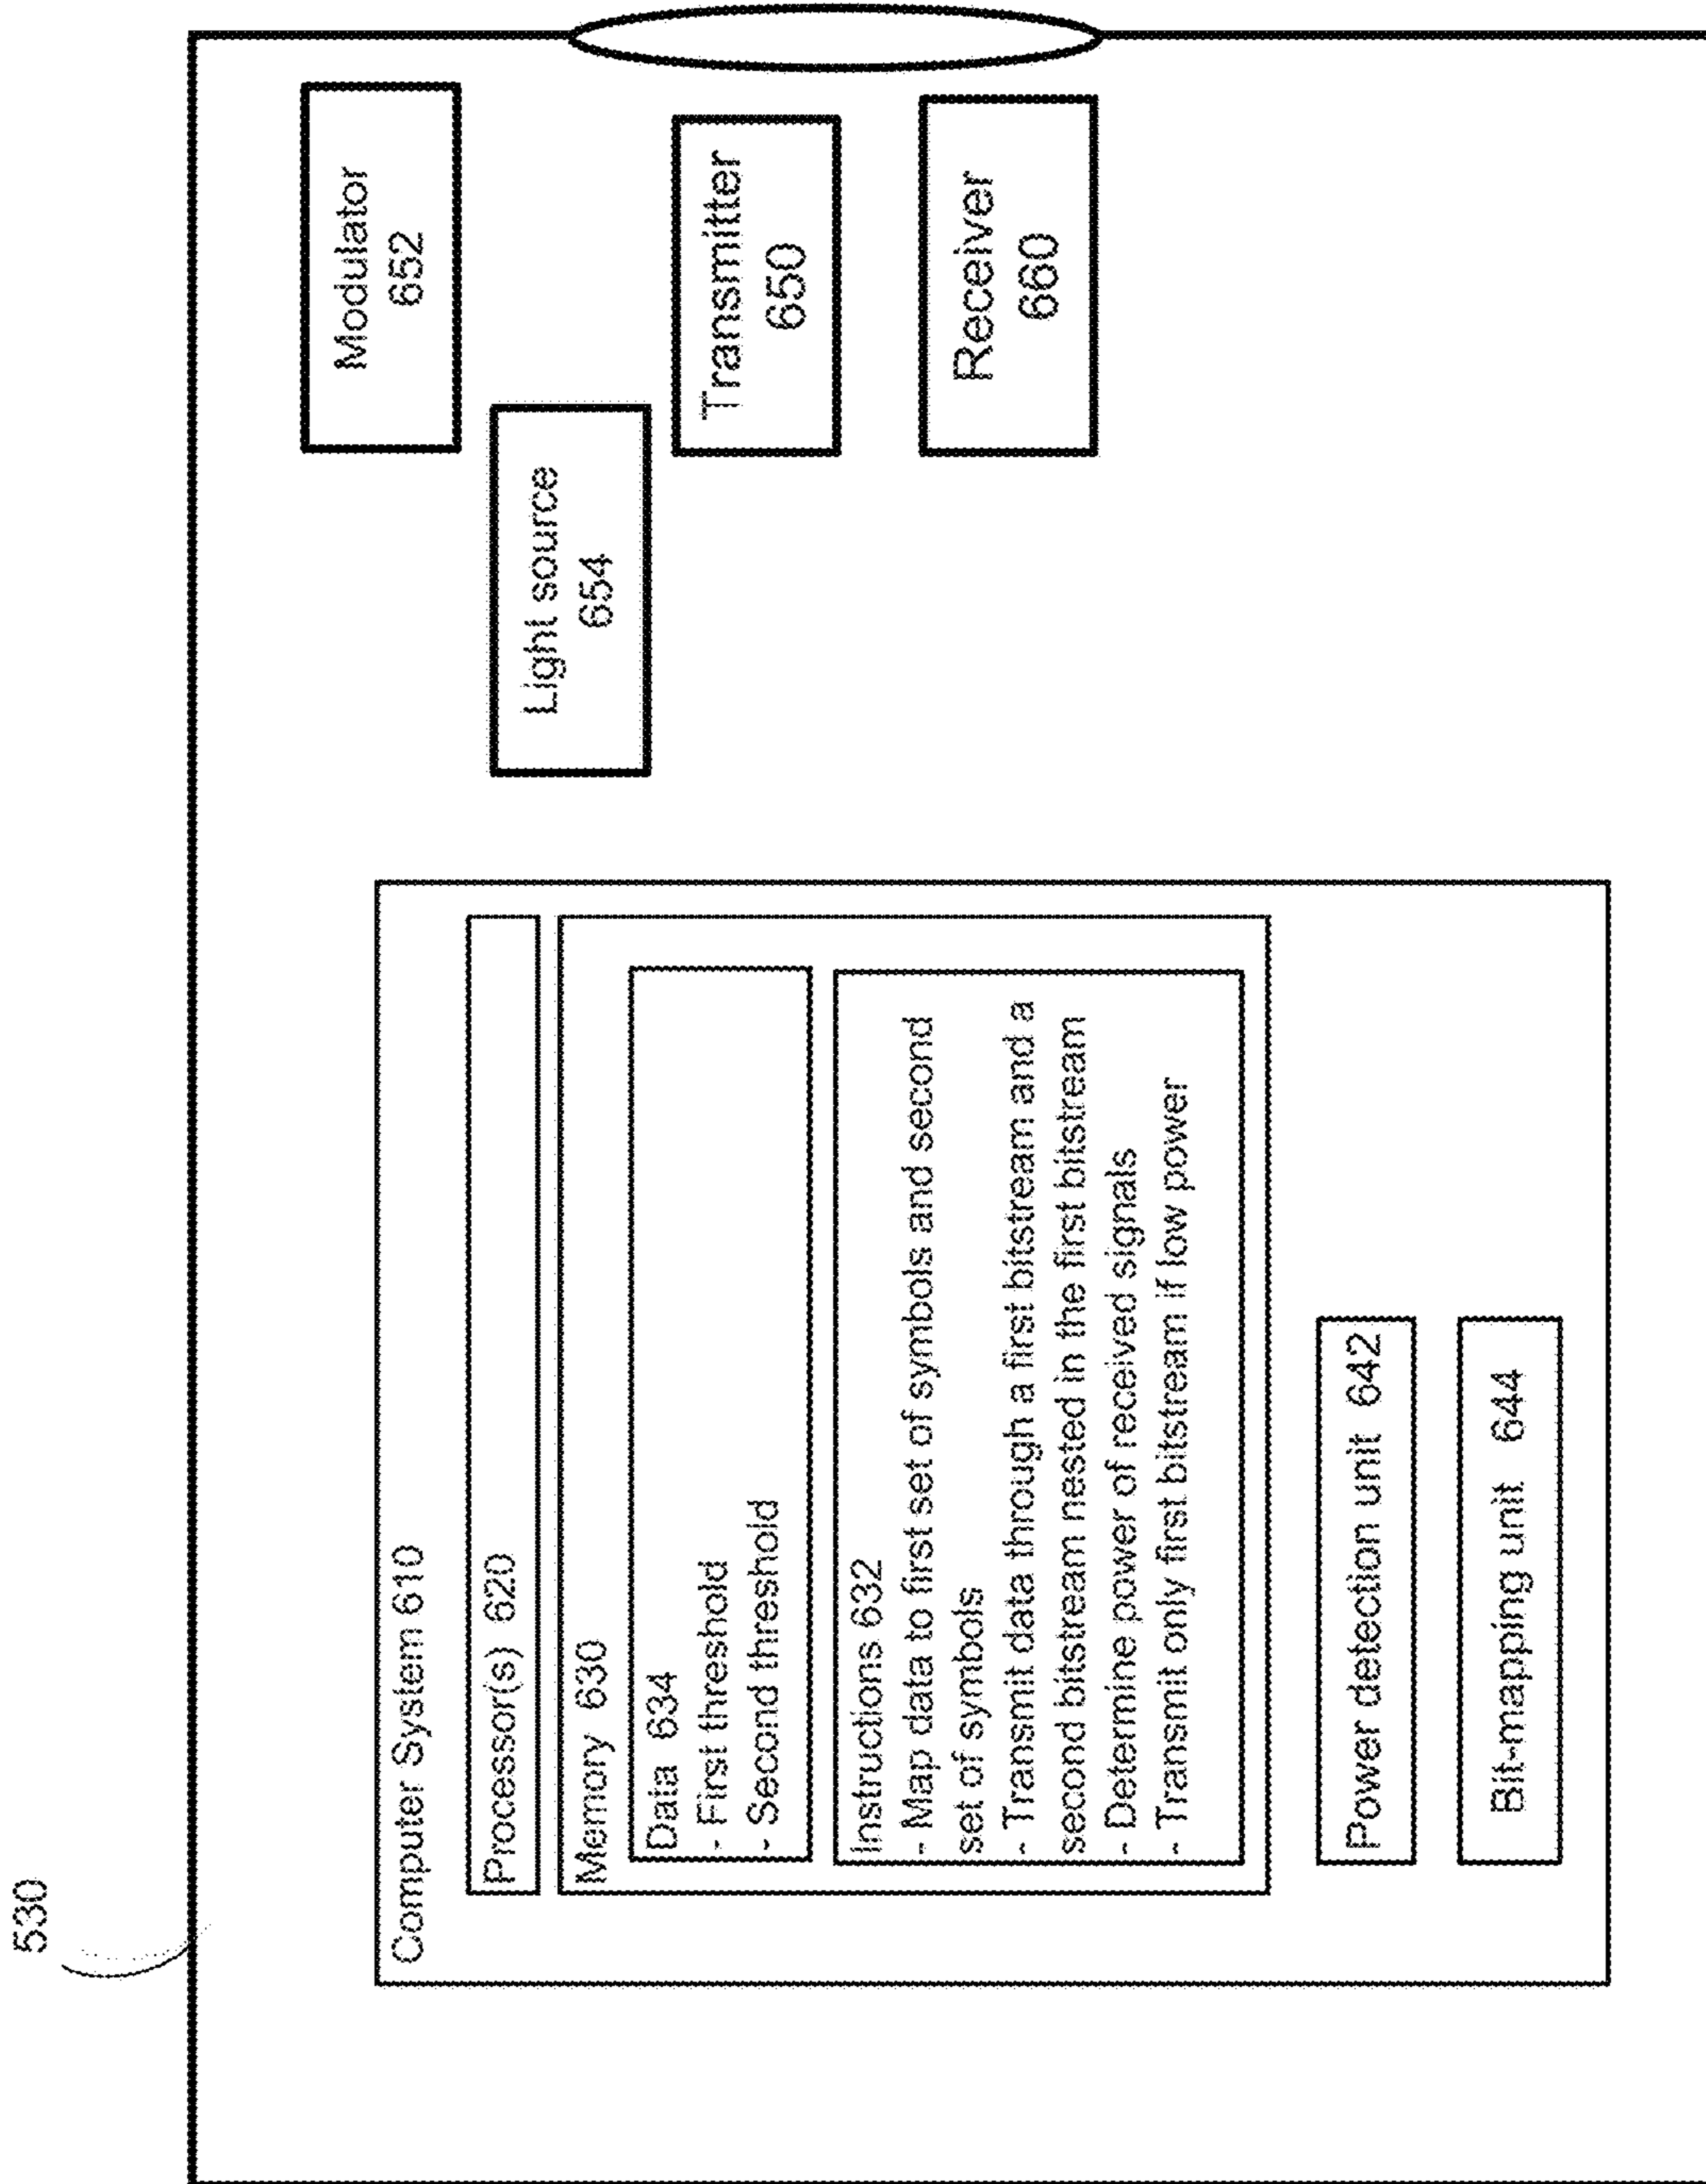 530
Computer System 610
Processor(s) 620
Memory 630
Data 634
- First threshold
- Second threshold
Instructions 632
- Map data to first set of symbols and second
set of symbols
- Transmit data through a first bitstream and a
second bitstream nested in the first bitstream
- Determine power of received signals
- Transmit only first bitstream if low power
Power detection unit 642
Bit-mapping unit 644
Modulator
652
Light source
654
Transmitter
650
Receiver
660